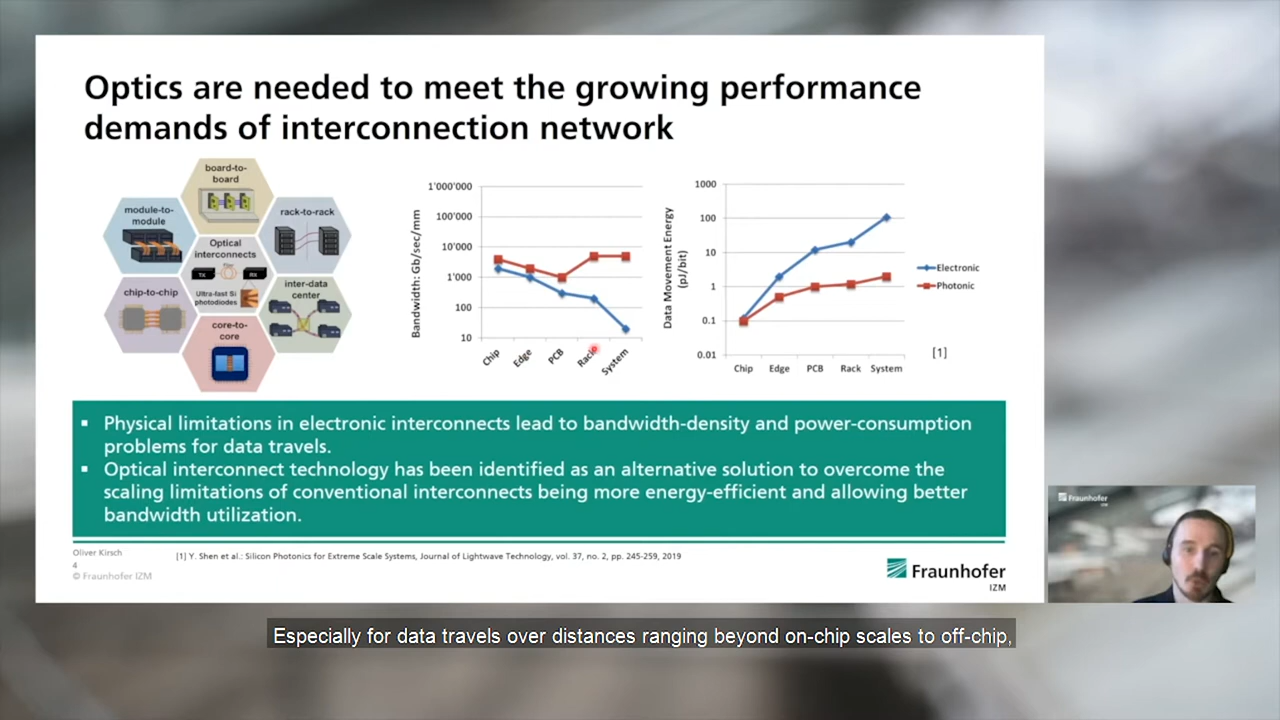 Optics are needed to meet the growing performance
demands of interconnection network
board-to-
board
module-to-
module
rack-to-rack
Optical
interconnects
TX
Fiber
RX
Ultra-fast Si
photodiodes
chip-to-chip
inter-data
center
core-to-
core
Bandwidth: Gb/sec/mm
1'000'000
100'000
10'000
1'000
100
10
Chip
Edge
PCB
Rack
System
Data Movement Energy
(pJ/bit)
1000
100
10
1
0.1
0.01
Chip
Edge
PCB
Rack
System
Electronic
Photonic
[1]
▪ Physical limitations in electronic interconnects lead to bandwidth-density and power-consumption
problems for data travels.
▪ Optical interconnect technology has been identified as an alternative solution to overcome the
scaling limitations of conventional interconnects being more energy-efficient and allowing better
bandwidth utilization.
Oliver Kirsch
4
© Fraunhofer IZM
[1] Y. Shen et al.: Silicon Photonics for Extreme Scale Systems, Journal of Lightwave Technology, vol. 37, no. 2, pp. 245-259, 2019
Fraunhofer
IZM
Fraunhofer
IZM
Especially for data travels over distances ranging beyond on-chip scales to off-chip,